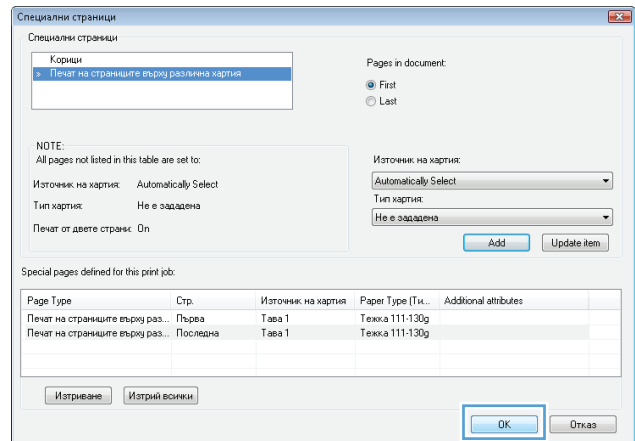 Специални страници
Специални страници
Корици
» Печат на страниците върху различна хартия
Pages in document:
First
Last
NOTE:
All pages not listed in this table are set to:
Източник на хартия: Automatically Select
Тип хартия: Не е зададена
Печат от двете страни: On
Източник на хартия:
Automatically Select
Тип хартия:
Не е зададена
Add Update item
Special pages defined for this print job:
Page Type Стр. Източник на хартия Paper Type (Ти... Additional attributes
Печат на страниците върху раз... Първа Тава 1 Тежка 111-130g
Печат на страниците върху раз... Последна Тава 1 Тежка 111-130g
Изтриване Изтрий всички
OK Отказ